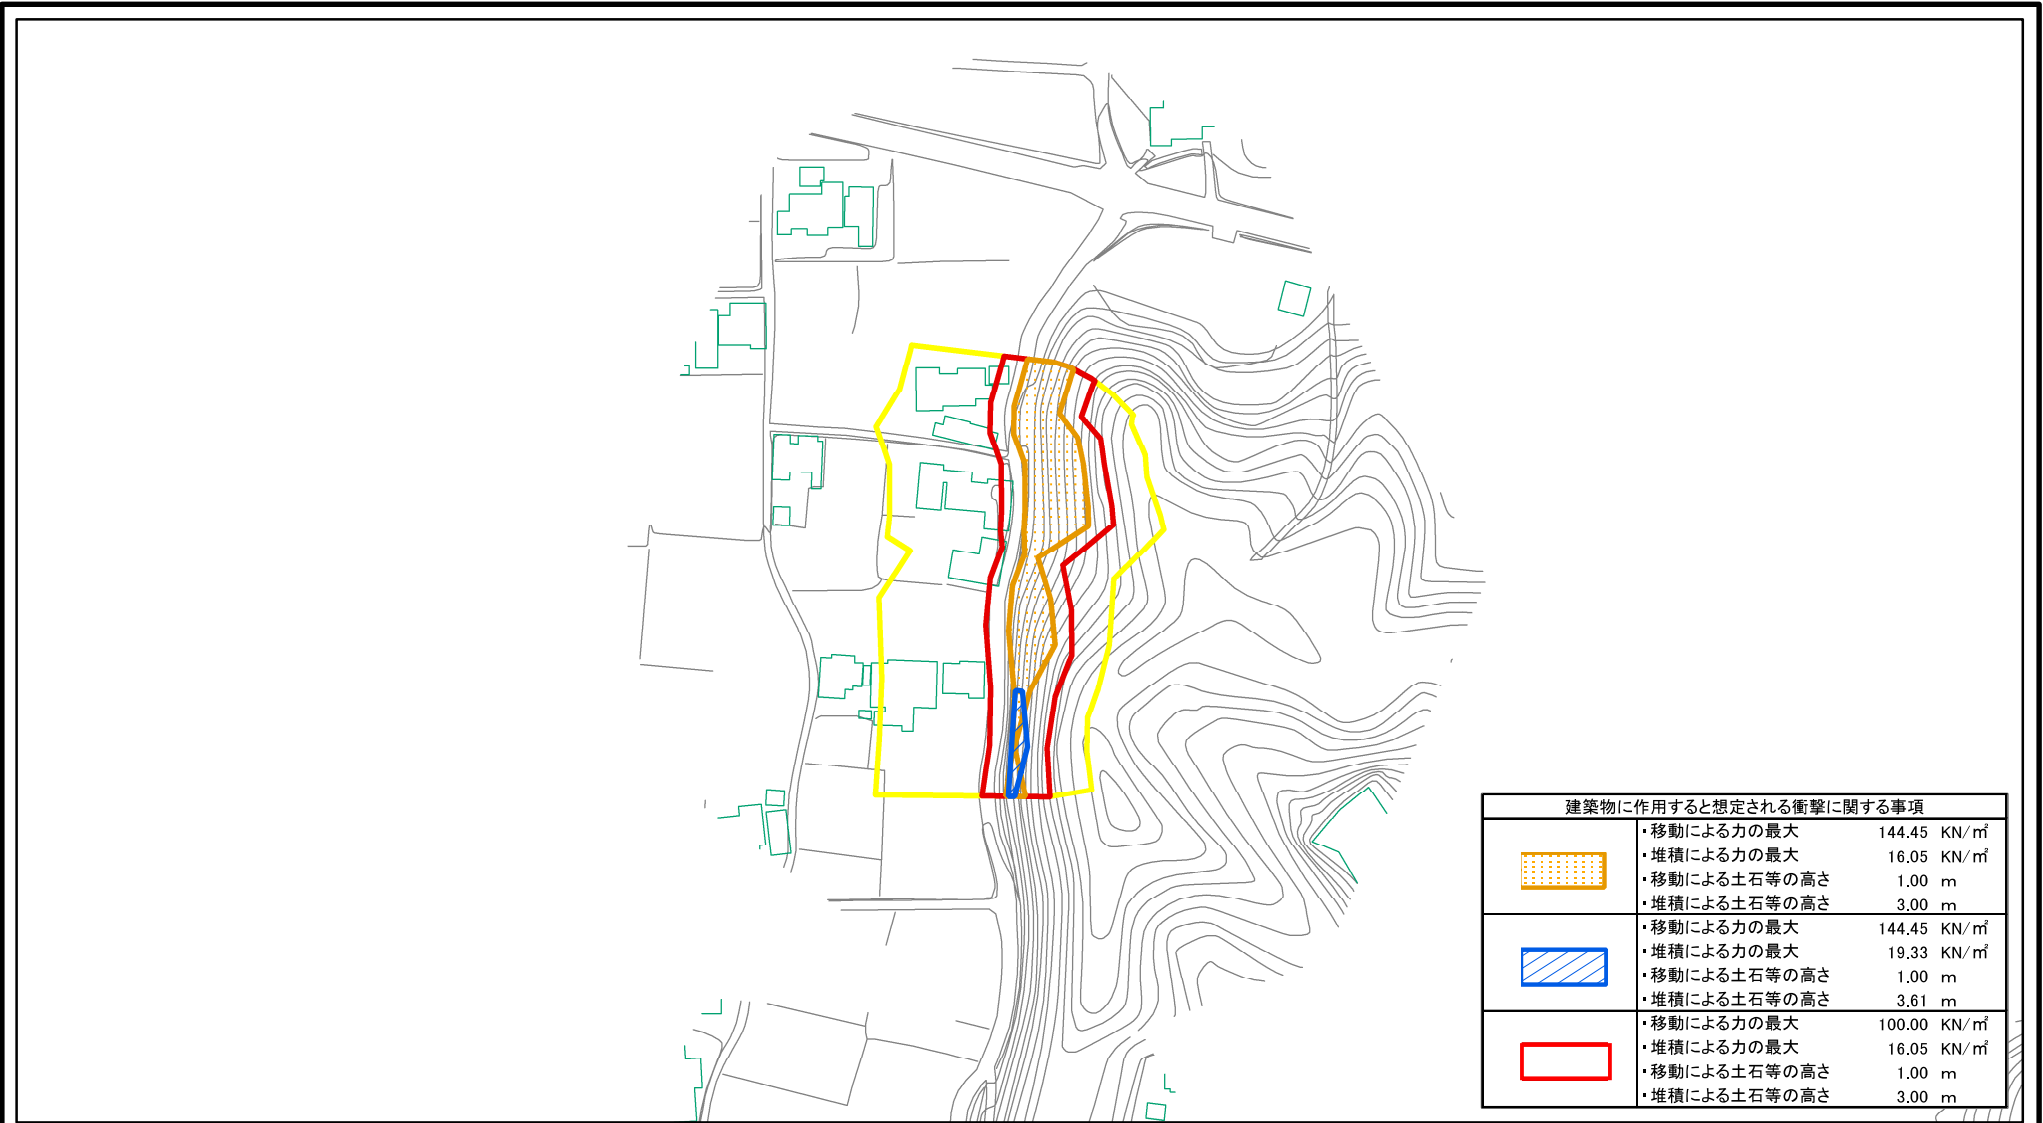 建築物に作用すると想定される衝撃に関する事項
・移動による力の最大 144.45 KN/㎡
・堆積による力の最大 16.05 KN/㎡
・移動による土石等の高さ 1.00 m
・堆積による土石等の高さ 3.00 m
・移動による力の最大 144.45 KN/㎡
・堆積による力の最大 19.33 KN/㎡
・移動による土石等の高さ 1.00 m
・堆積による土石等の高さ 3.61 m
・移動による力の最大 100.00 KN/㎡
・堆積による力の最大 16.05 KN/㎡
・移動による土石等の高さ 1.00 m
・堆積による土石等の高さ 3.00 m